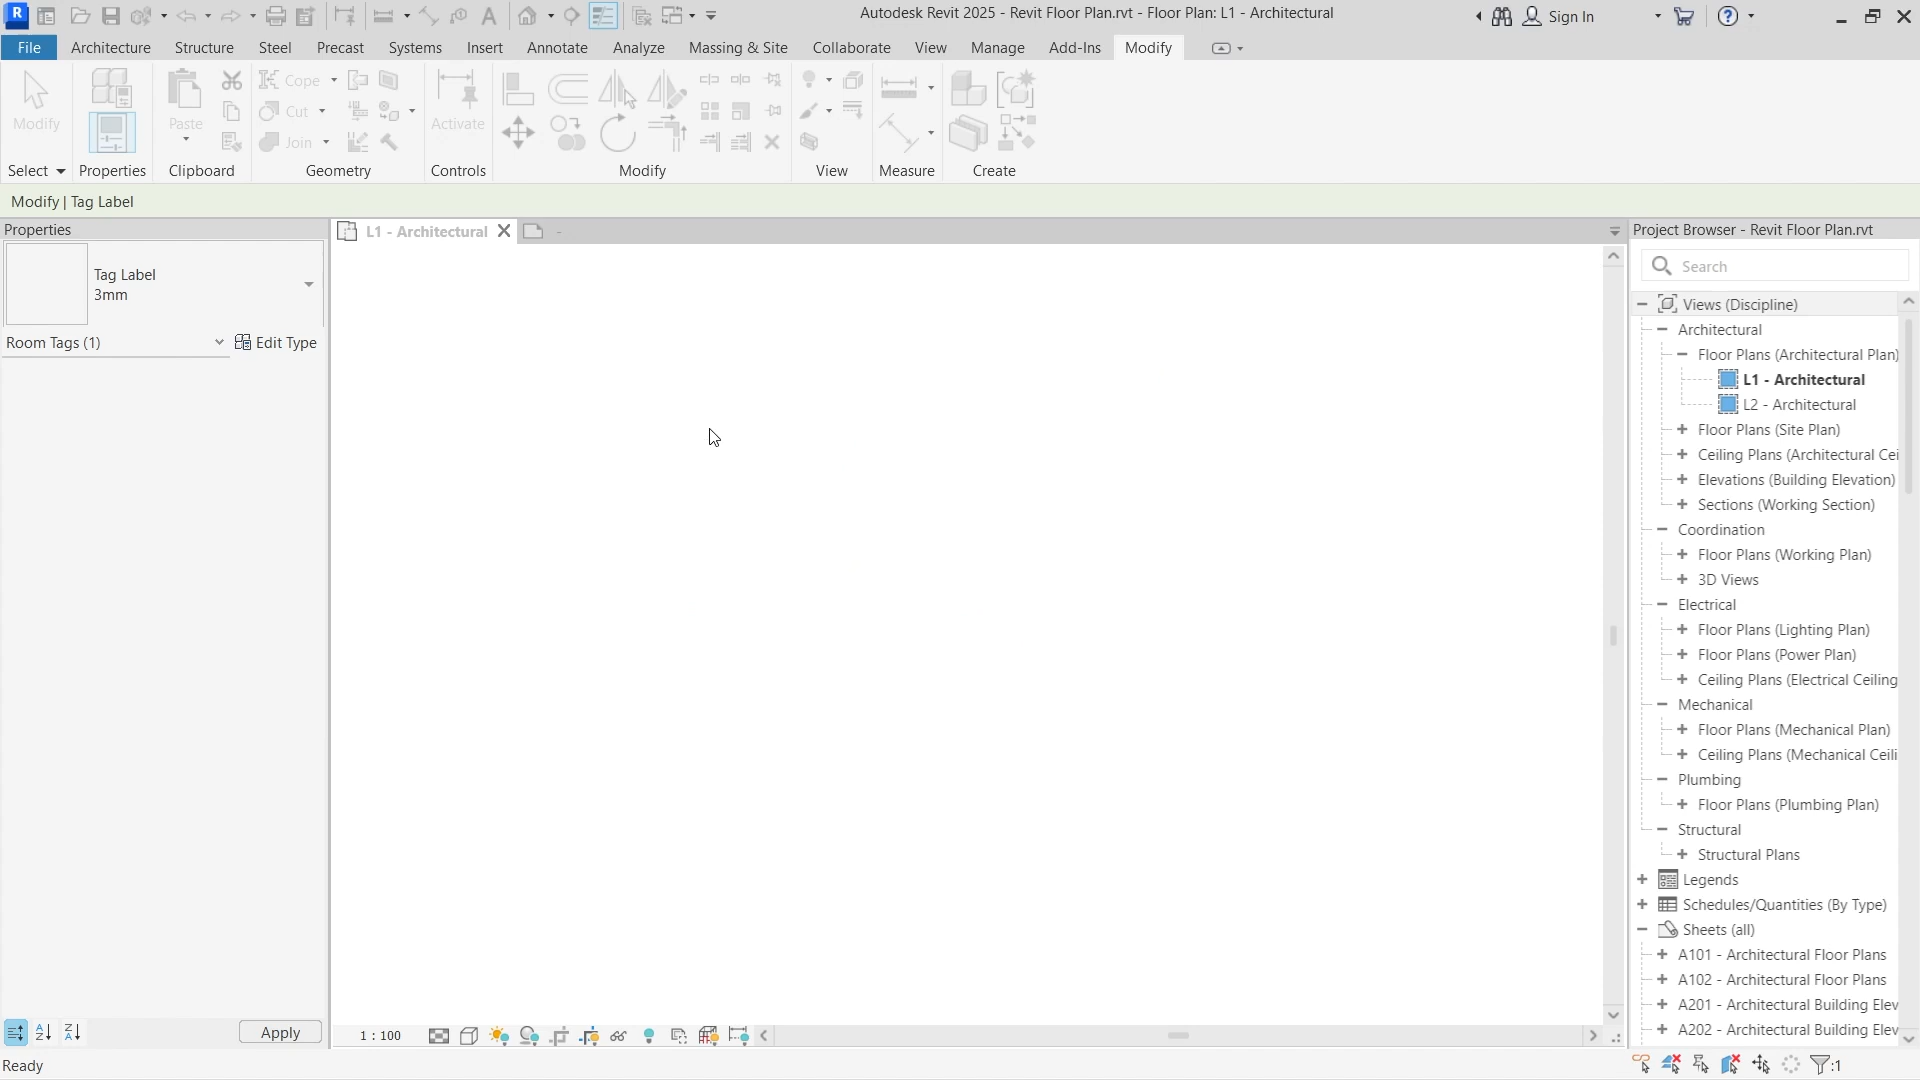 Autodesk Revit 2025 - Revit Floor Plan.rvt - Floor Plan: L1 - Architectural
Sign In
File Architecture Structure Steel Precast Systems Insert Annotate Analyze Massing & Site Collaborate View Manage Add-Ins Modify
Modify
Paste
Cope
Cut
Join
Activate
Select Properties Clipboard Geometry Controls Modify View Measure Create
Modify | Tag Label
Properties
Tag Label
3mm
Room Tags (1)
Edit Type
Apply
Ready
L1 - Architectural
-
1 : 100
Project Browser - Revit Floor Plan.rvt
Search
Views (Discipline)
Architectural
Floor Plans (Architectural Plan)
L1 - Architectural
L2 - Architectural
Floor Plans (Site Plan)
Ceiling Plans (Architectural Cei
Elevations (Building Elevation)
Sections (Working Section)
Coordination
Floor Plans (Working Plan)
3D Views
Electrical
Floor Plans (Lighting Plan)
Floor Plans (Power Plan)
Ceiling Plans (Electrical Ceiling
Mechanical
Floor Plans (Mechanical Plan)
Ceiling Plans (Mechanical Ceili
Plumbing
Floor Plans (Plumbing Plan)
Structural
Structural Plans
Legends
Schedules/Quantities (By Type)
Sheets (all)
A101 - Architectural Floor Plans
A102 - Architectural Floor Plans
A201 - Architectural Building Elev
A202 - Architectural Building Elev
:1